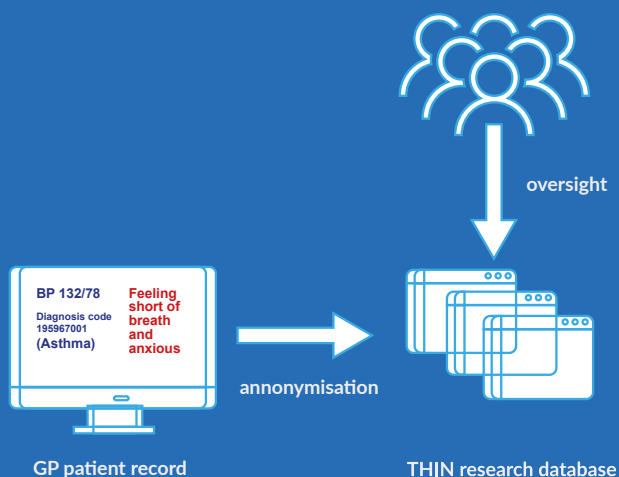 oversight
BP 132/78
Diagnosis code
195967001
(Asthma)
Feeling
short of
breath
and
anxious
annonymisation
GP patient record
THIN research database